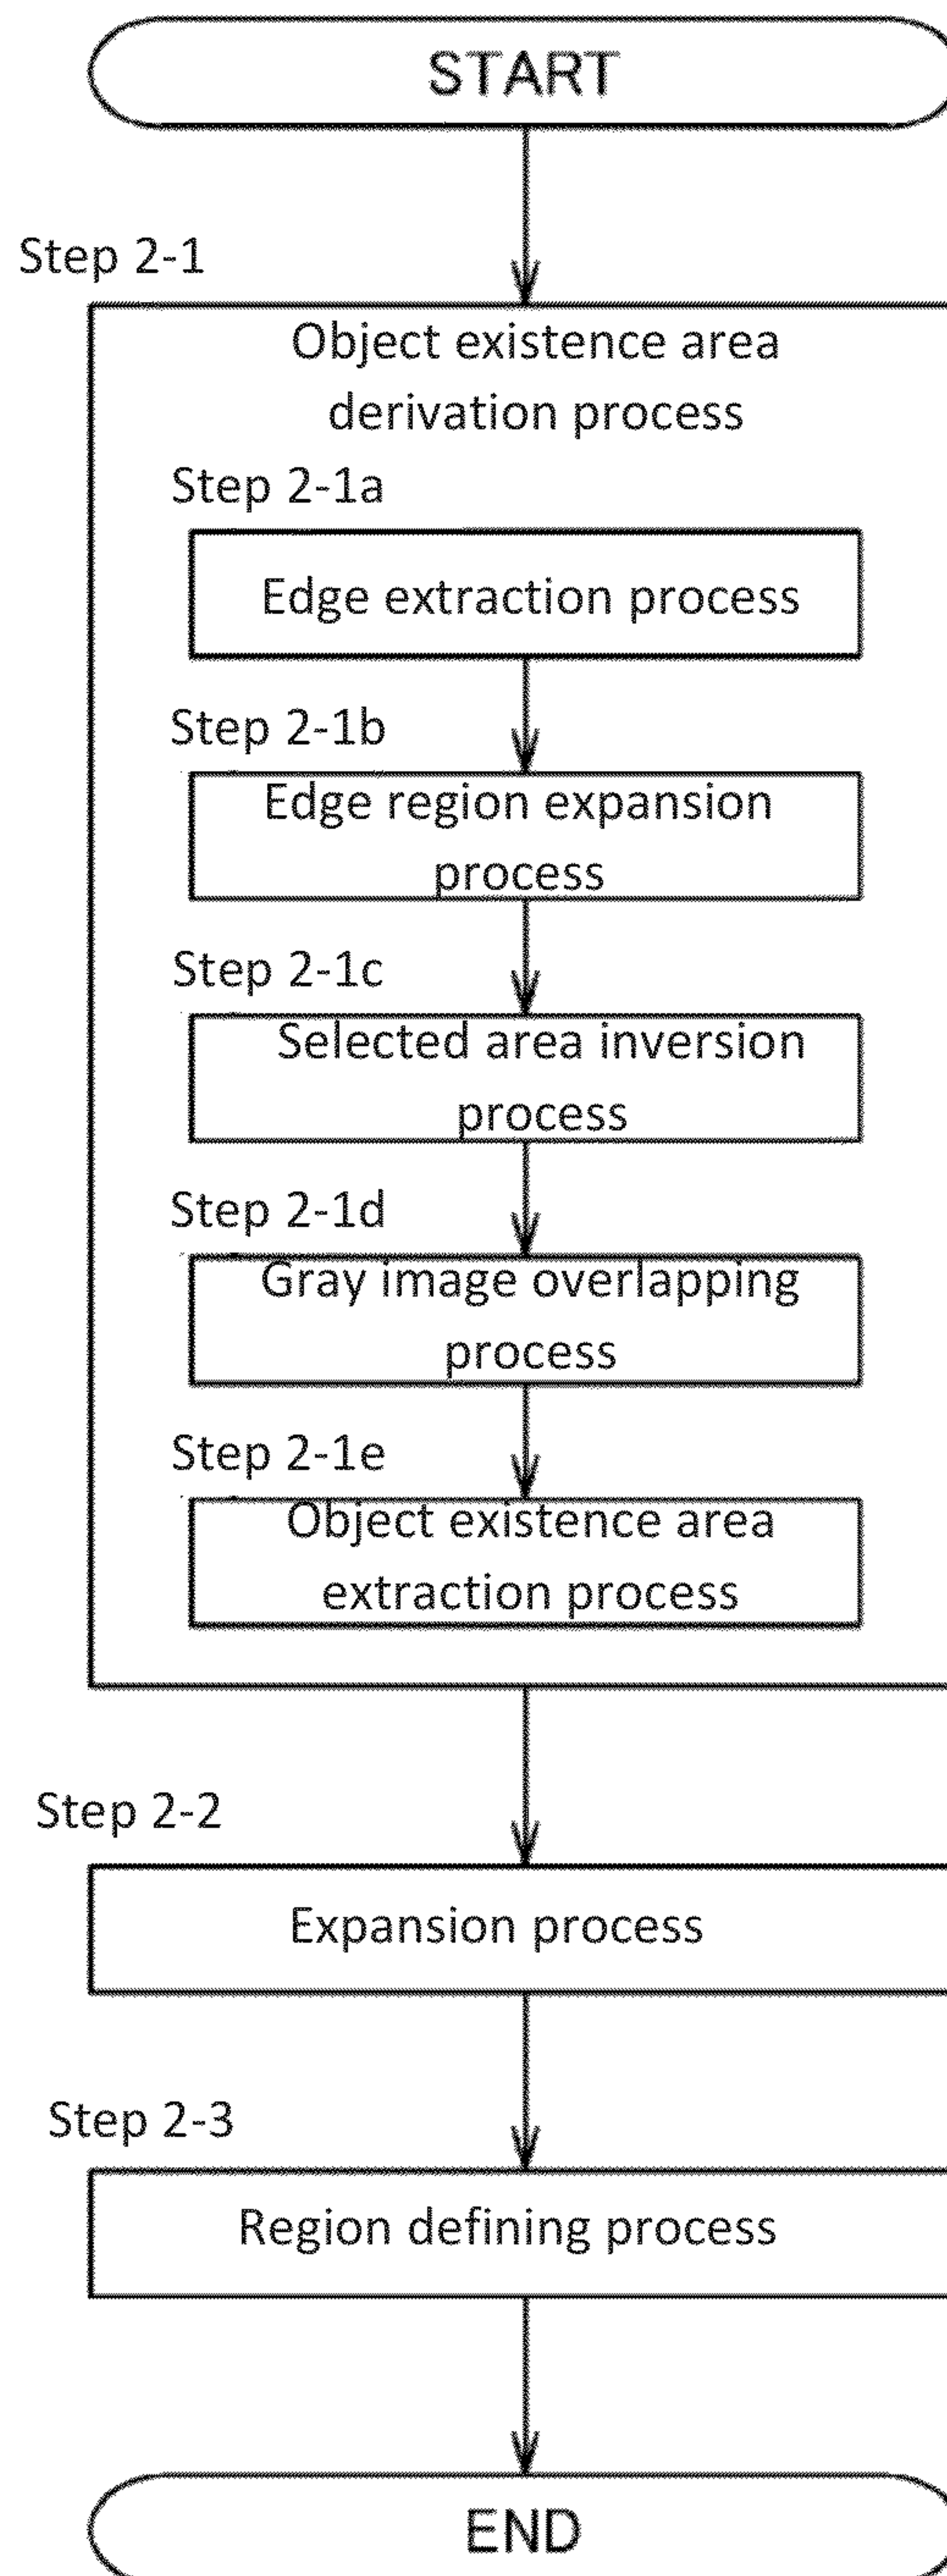 START
Step 2-1
Object existence area
derivation process
Step 2-1a
Edge extraction process
Step 2-1b
Edge region expansion
process
Step 2-1c
Selected area inversion
process
Step 2-1d
Gray image overlapping
process
Step 2-1e
Object existence area
extraction process
Step 2-2
Expansion process
Step 2-3
Region defining process
END